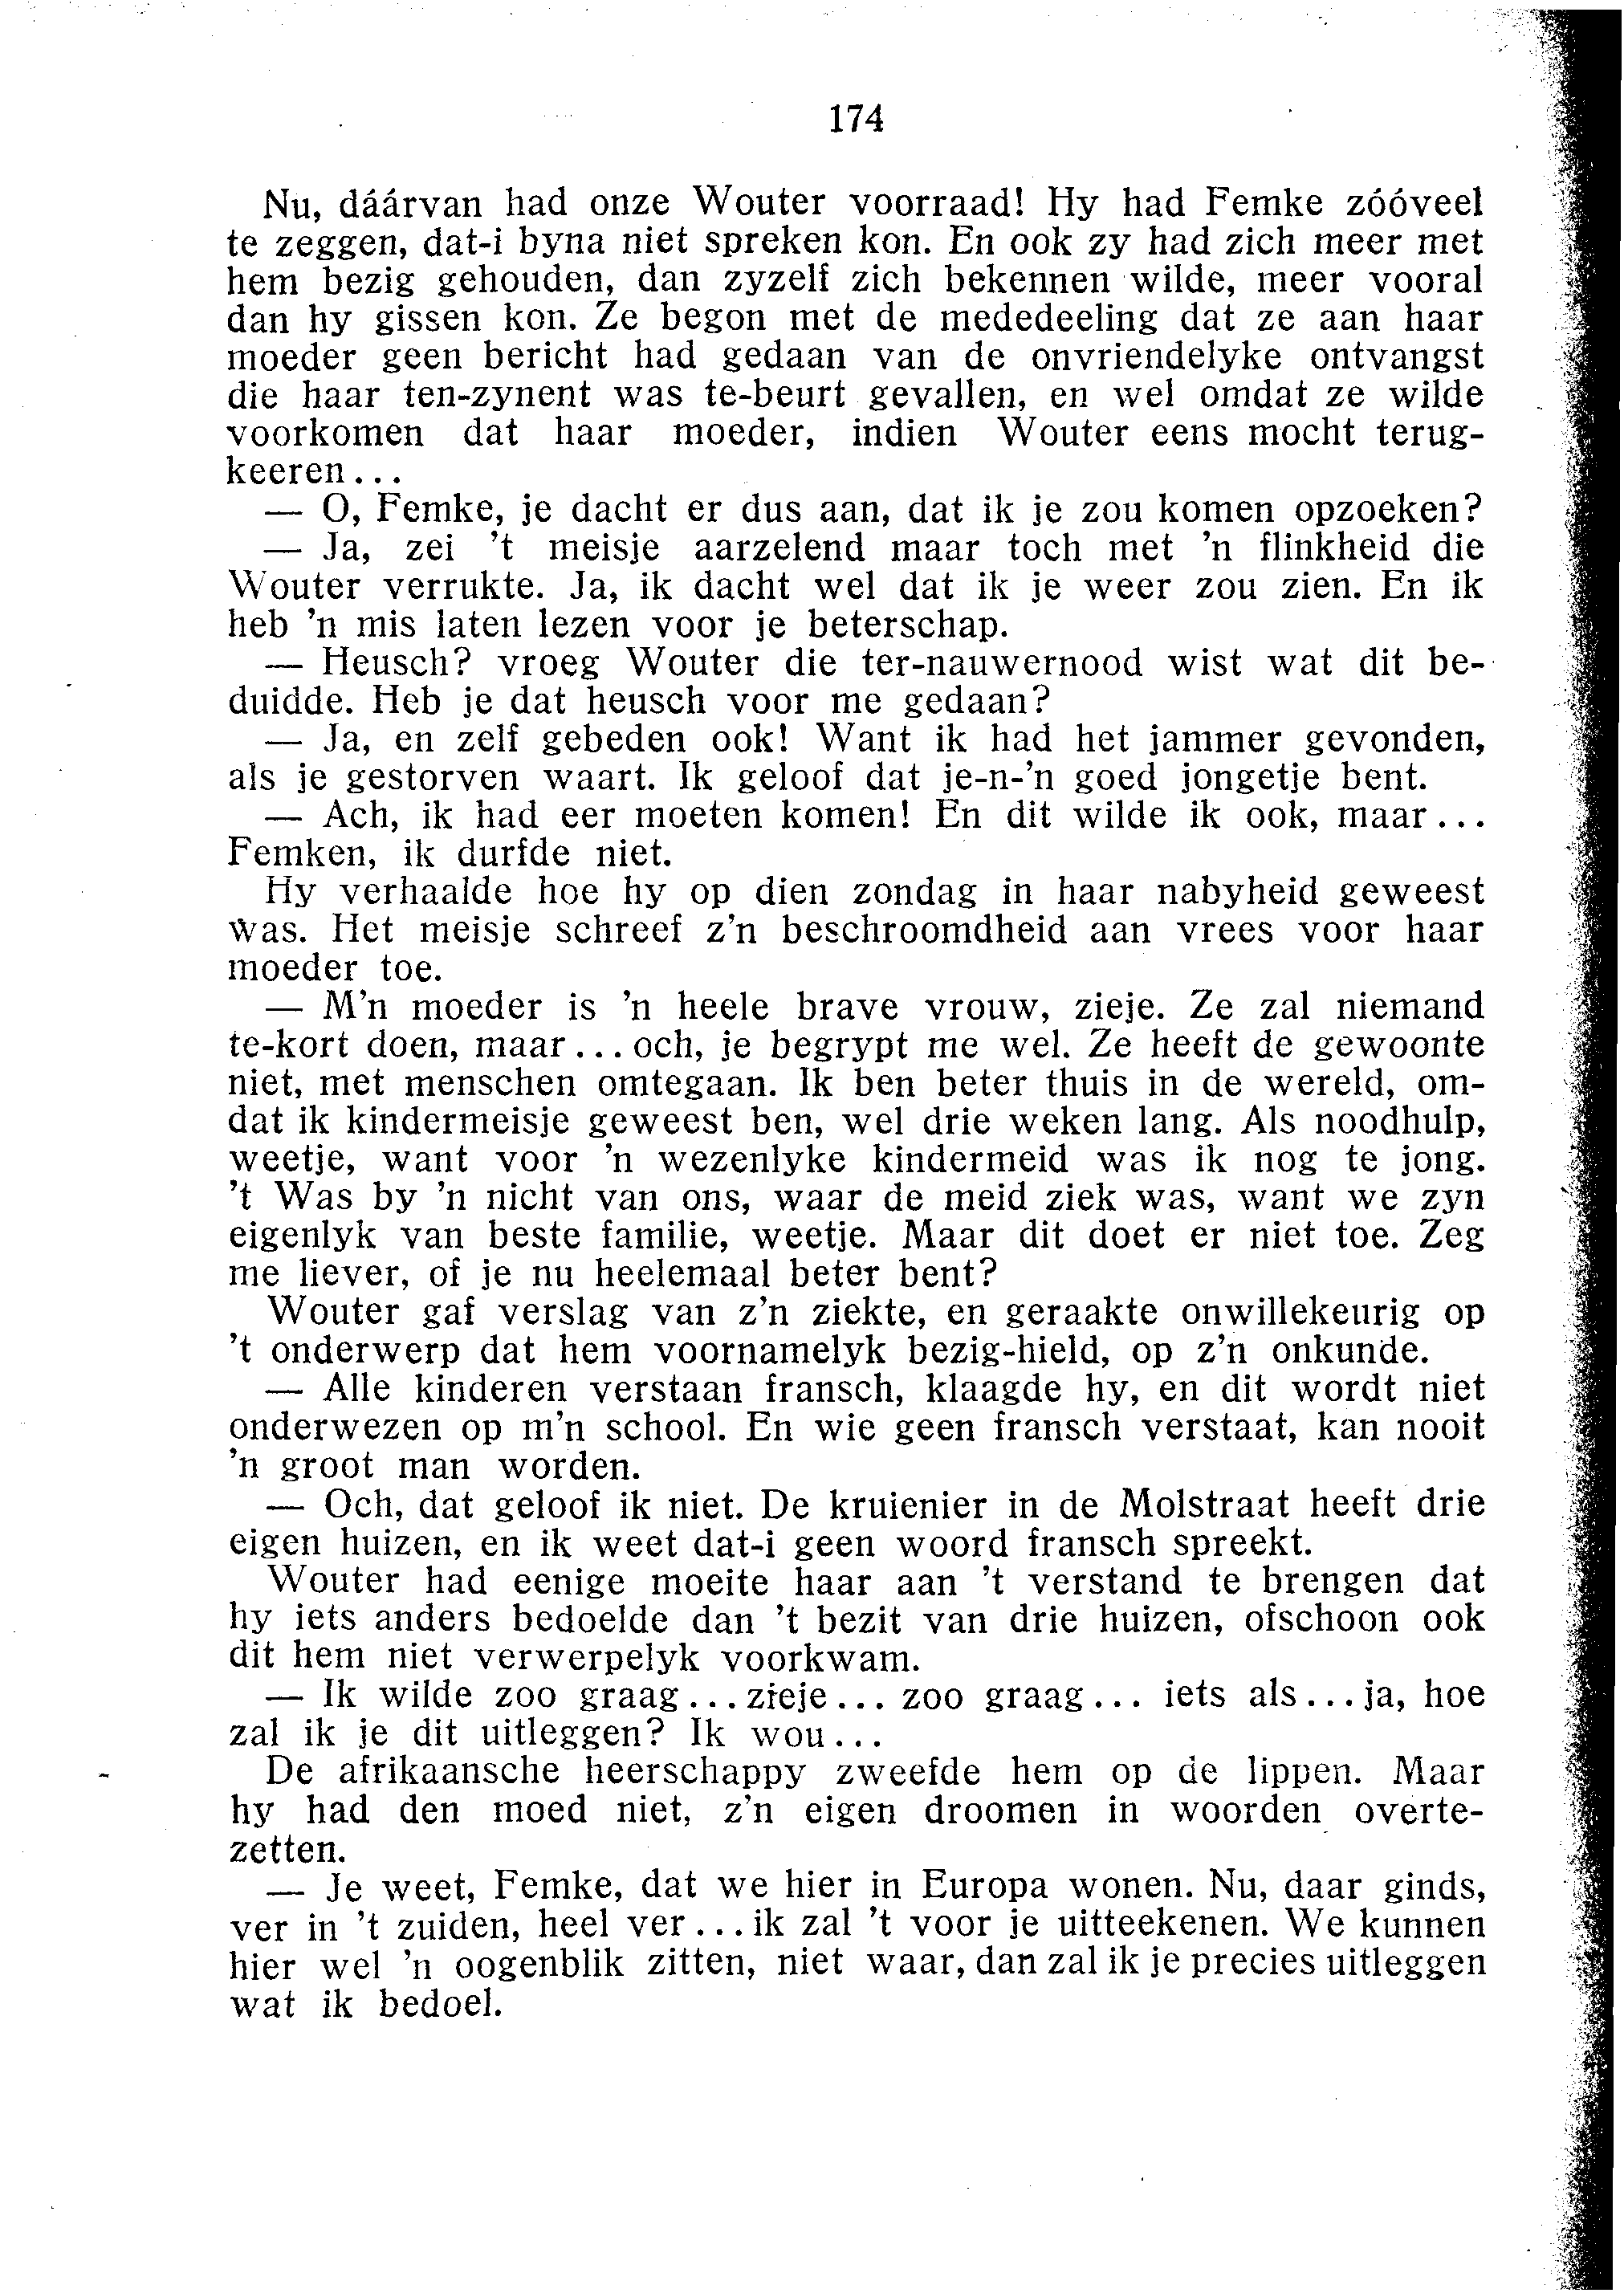 174
Nu, dáárvan had onze Wouter voorraad! Hy had Femke zóóveel
te zeggen, dat-i byna niet spreken kon. En ook zy had zich meer met
hem bezig gehouden, dan zyzelf zich bekennen wilde, meer vooral
dan hy gissen kon. Ze begon met de mededeeling dat ze aan haar
moeder geen bericht had gedaan van de onvriendelyke ontvangst
die haar ten-zynent was te-beurt gevallen, en wel omdat ze wilde
voorkomen dat haar moeder, indien Wouter eens mocht terug-
keeren...
— O, Femke, je dacht er dus aan, dat ik je zou komen opzoeken?
— Ja, zei 't meisje aarzelend maar toch met 'n flinkheid die
Wouter verrukte. Ja, ik dacht wel dat ik je weer zou zien. En ik
heb 'n mis laten lezen voor je beterschap.
— Heusch? vroeg Wouter die ter-nauwernood wist wat dit be-
duidde. Heb je dat heusch voor me gedaan?
— Ja, en zelf gebeden ook! Want ik had het jammer gevonden,
als je gestorven waart. Ik geloof dat je-n-'n goed jongetje bent.
— Ach, ik had eer moeten komen! En dit wilde ik ook, maar...
Femken, ik durfde niet.
Hy verhaalde hoe hy op dien zondag in haar nabyheid geweest
was. Het meisje schreef z'n beschroomdheid aan vrees voor haar
moeder toe.
— M'n moeder is 'n heele brave vrouw, zieje. Ze zal niemand
te-kort doen, maar... och, je begrypt me wel. Ze heeft de gewoonte
niet, met menschen omtegaan. Ik ben beter thuis in de wereld, om-
dat ik kindermeisje geweest ben, wel drie weken lang. Als noodhulp,
weetje, want voor 'n wezenlyke kindermeid was ik nog te jong.
't Was by 'n nicht van ons, waar de meid ziek was, want we zyn
eigenlyk van beste familie, weetje. Maar dit doet er niet toe. Zeg
me liever, of je nu heelemaal beter bent?
Wouter gaf verslag van z'n ziekte, en geraakte onwillekeurig op
't onderwerp dat hem voornamelyk bezig-hield, op z'n onkunde.
— Alle kinderen verstaan fransch, klaagde hy, en dit wordt niet
onderwezen op m'n school. En wie geen fransch verstaat, kan nooit
'n groot man worden.
— Och, dat geloof ik niet. De kruienier in de Molstraat heeft drie
eigen huizen, en ik weet dat-i geen woord fransch spreekt.
Wouter had eenige moeite haar aan 't verstand te brengen dat
hy iets anders bedoelde dan 't bezit van drie huizen, ofschoon ook
dit hem niet verwerpelyk voorkwam.
— Ik wilde zoo graag... zieje... zoo graag... iets als... ja, hoe
zal ik je dit uitleggen? Ik wou...
De afrikaansche heerschappy zweefde hem op de lippen. Maar
hy had den moed niet, z'n eigen droomen in woorden overte-
zetten.
— Je weet, Femke, dat we hier in Europa wonen. Nu, daar ginds,
ver in 't zuiden, heel ver... ik zal 't voor je uitteekenen. We kunnen
hier wel 'n oogenblik zitten, niet waar, dan zal ik je precies uitleggen
wat ik bedoel.